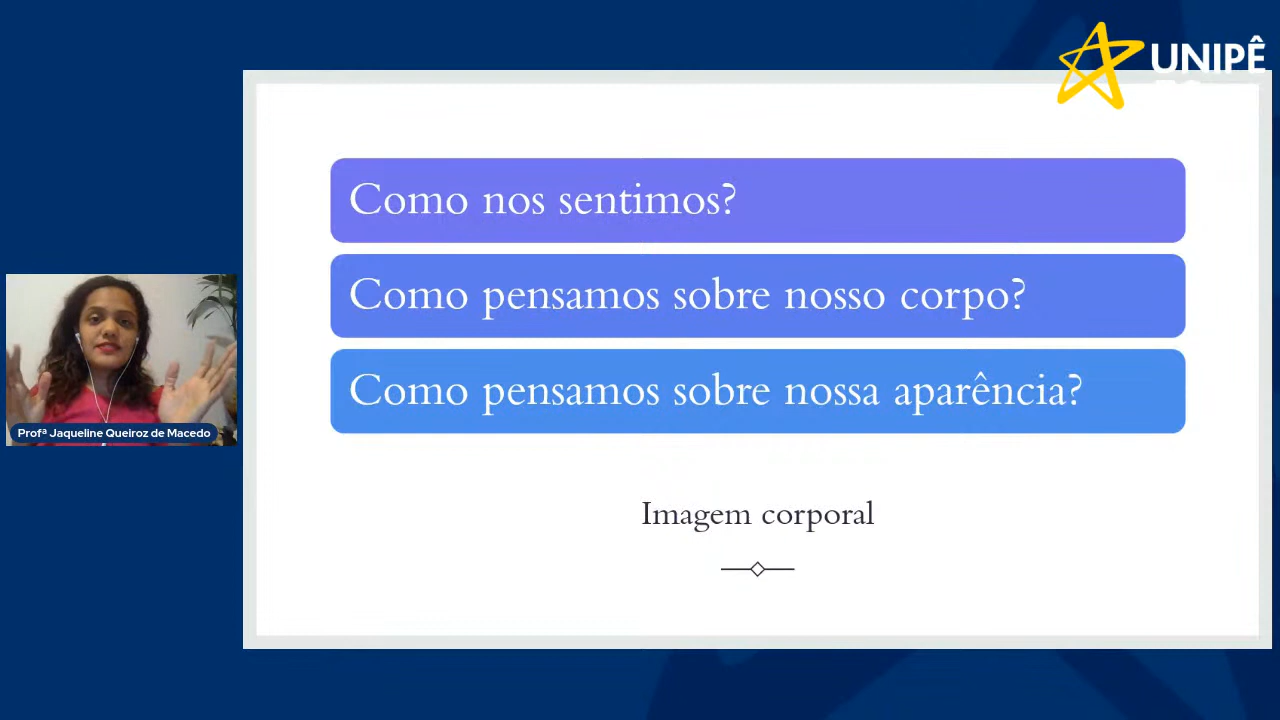 UNIPÊ
Como nos sentimos?
Como pensamos sobre nosso corpo?
Como pensamos sobre nossa aparência?
Profª Jaqueline Queiroz de Macedo
Imagem corporal